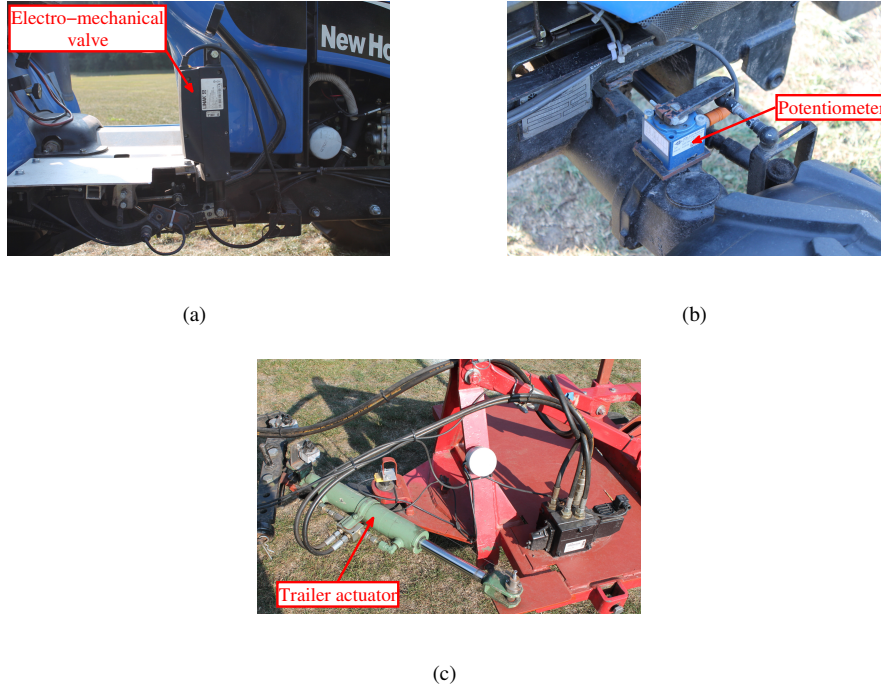 Electro−mechanical
valve
New Ho
Potentiometer
(a)
(b)
Trailer actuator
(c)